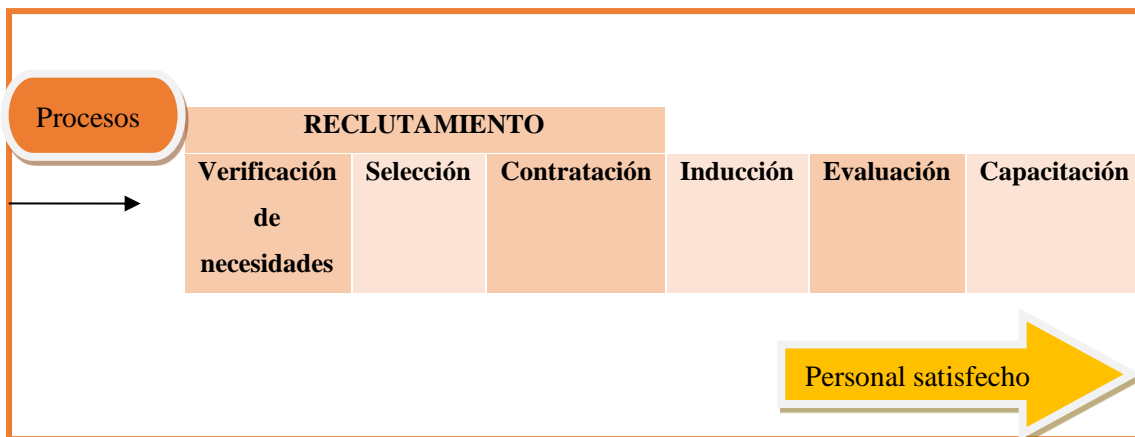 Procesos
RECLUTAMIENTO
Verificación
de
necesidades
Selección
Contratación
Inducción
Evaluación
Capacitación
Personal satisfecho